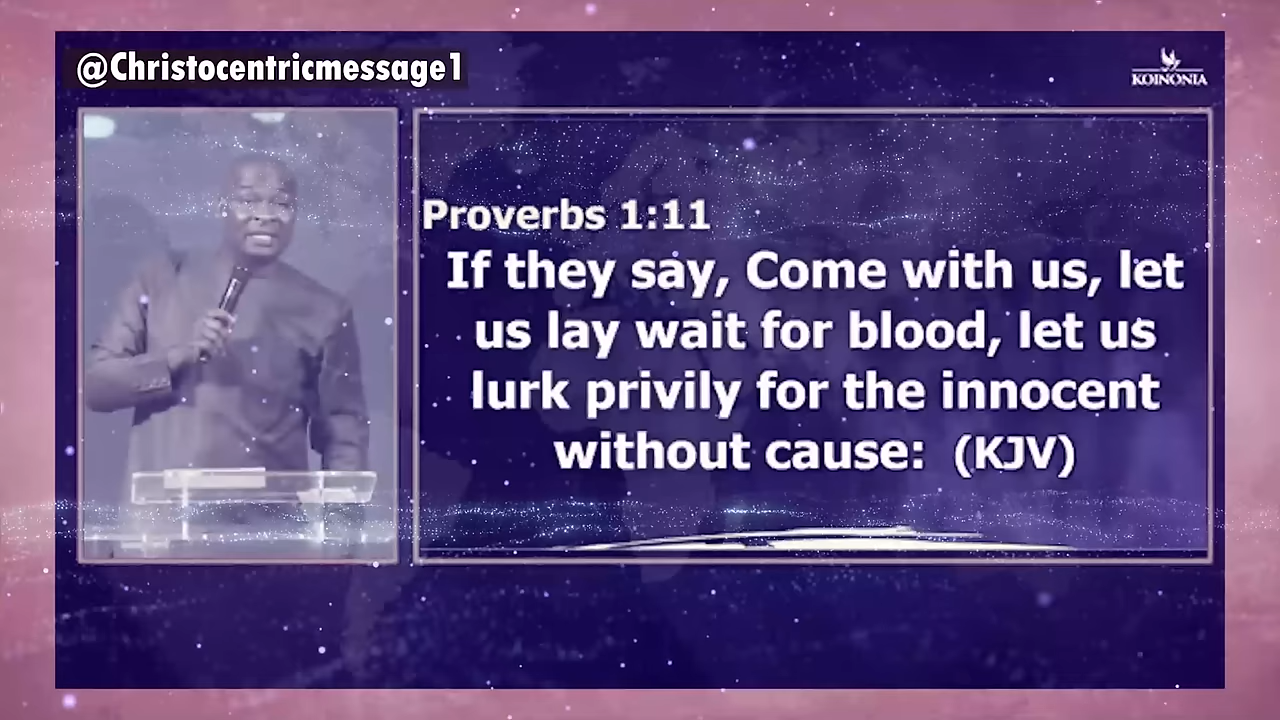 @Christocentricmessage1
KOINONIA
Proverbs 1:11
If they say, Come with us, let
us lay wait for blood, let us
lurk privily for the innocent
without cause: (KJV)